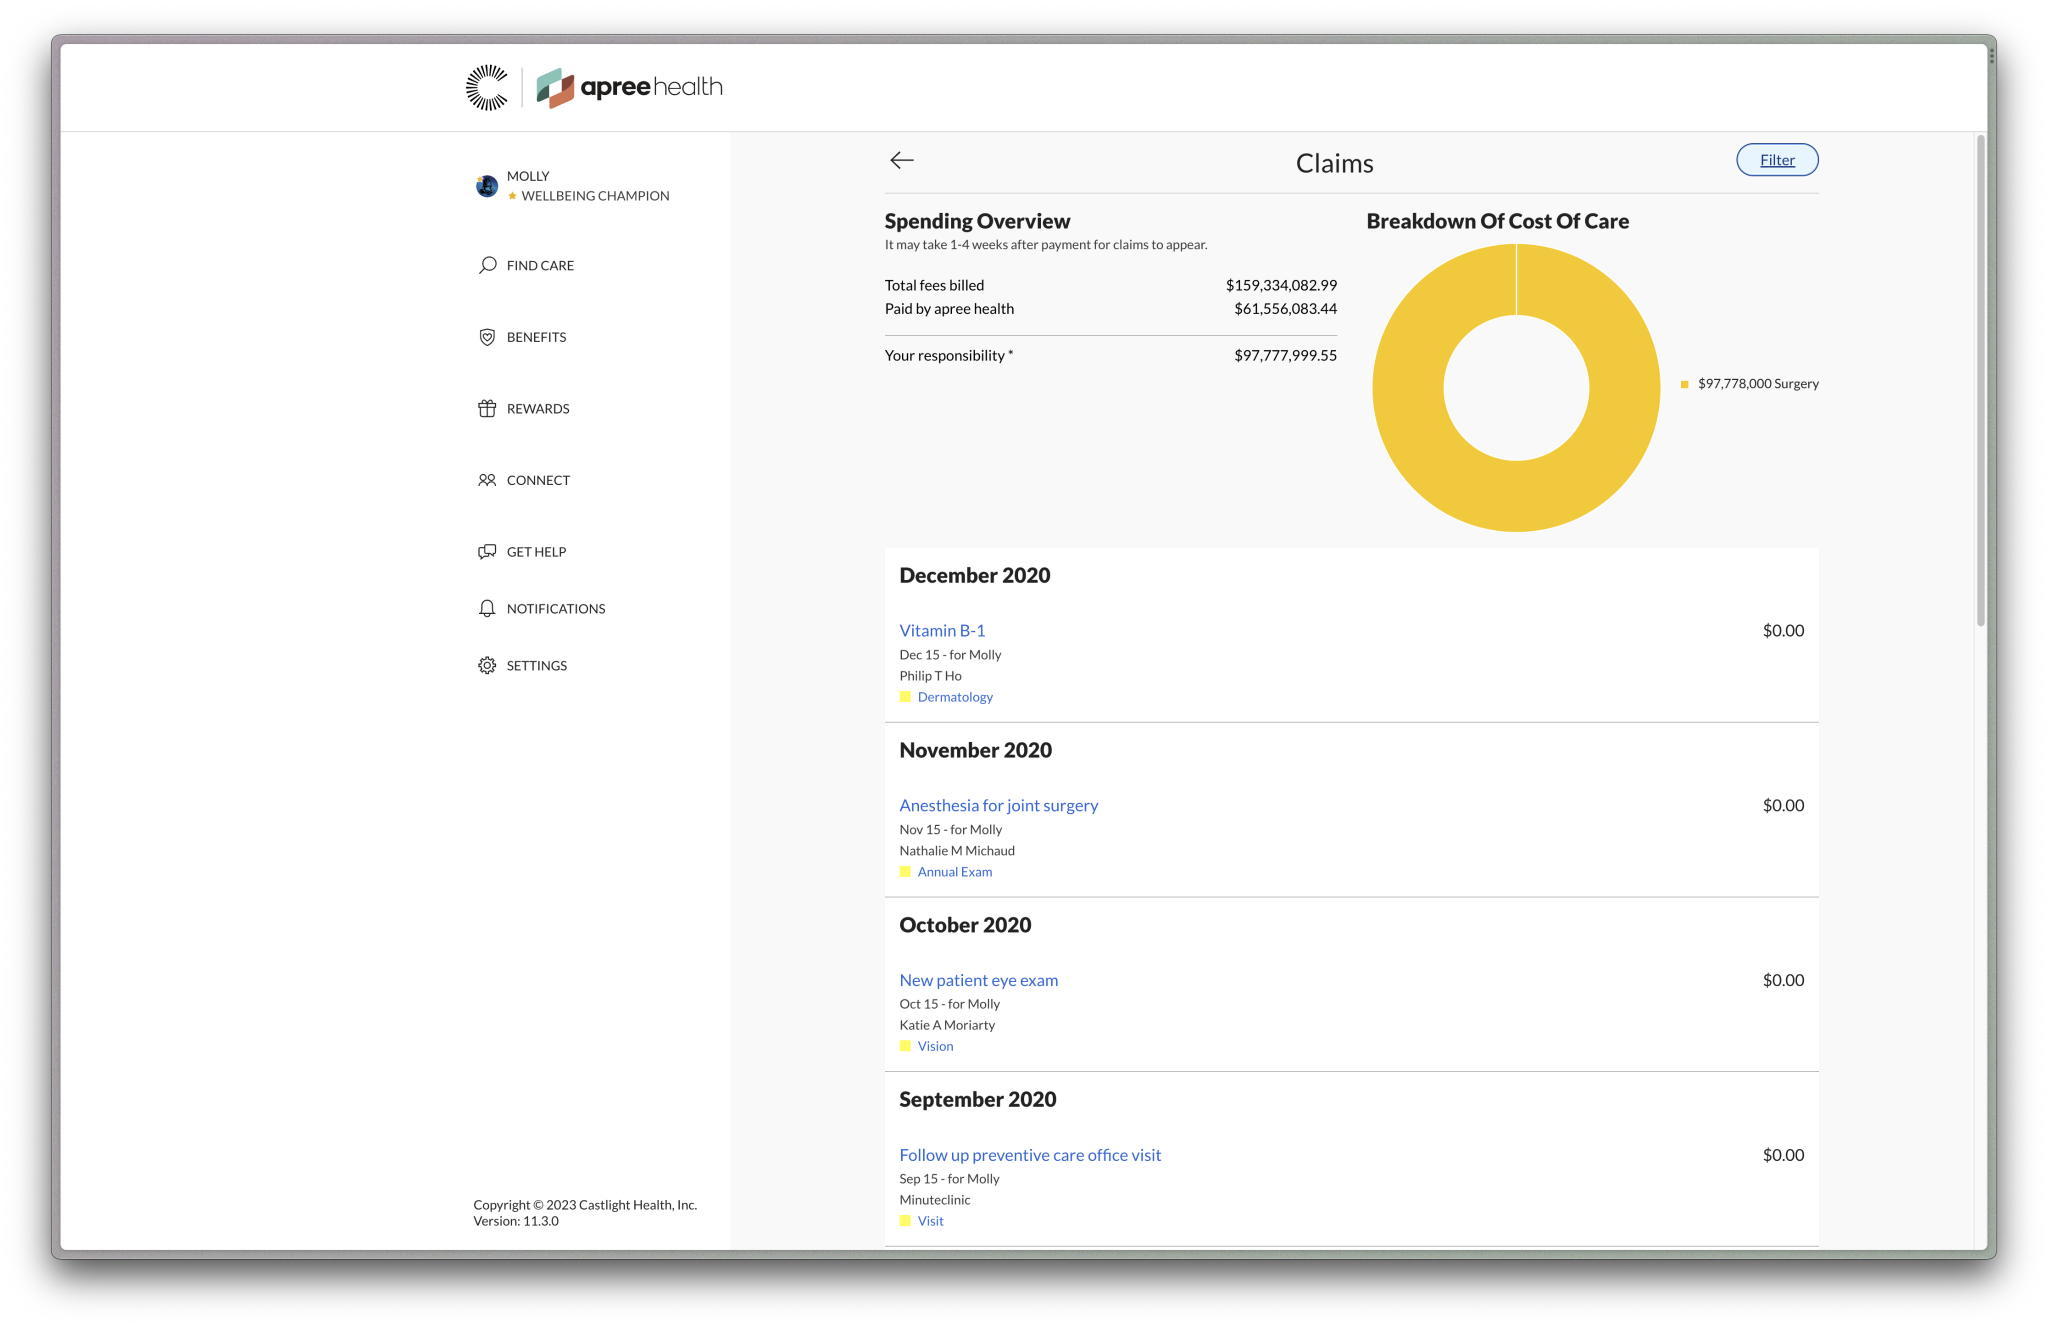 apree health
MOLLY
WELLBEING CHAMPION
FIND CARE
BENEFITS
REWARDS
CONNECT
GET HELP
NOTIFICATIONS
SETTINGS
Copyright © 2023 Castlight Health, Inc.
Version: 11.3.0
Claims
Filter
Spending Overview
It may take 1-4 weeks after payment for claims to appear.
Total fees billed $159,334,082.99
Paid by apree health $61,556,083.44
Your responsibility * $97,777,999.55
Breakdown Of Cost Of Care
$97,778,000 Surgery
December 2020
Vitamin B-1 $0.00
Dec 15 - for Molly
Philip T Ho
Dermatology
November 2020
Anesthesia for joint surgery $0.00
Nov 15 - for Molly
Nathalie M Michaud
Annual Exam
October 2020
New patient eye exam $0.00
Oct 15 - for Molly
Katie A Moriarty
Vision
September 2020
Follow up preventive care office visit $0.00
Sep 15 - for Molly
Minuteclinic
Visit